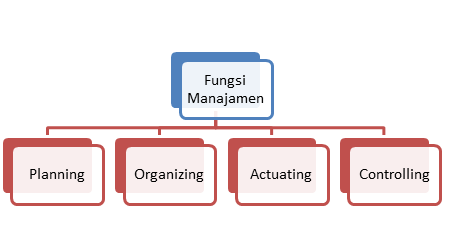 Fungsi
Manajamen
Planning
Organizing
Actuating
Controlling